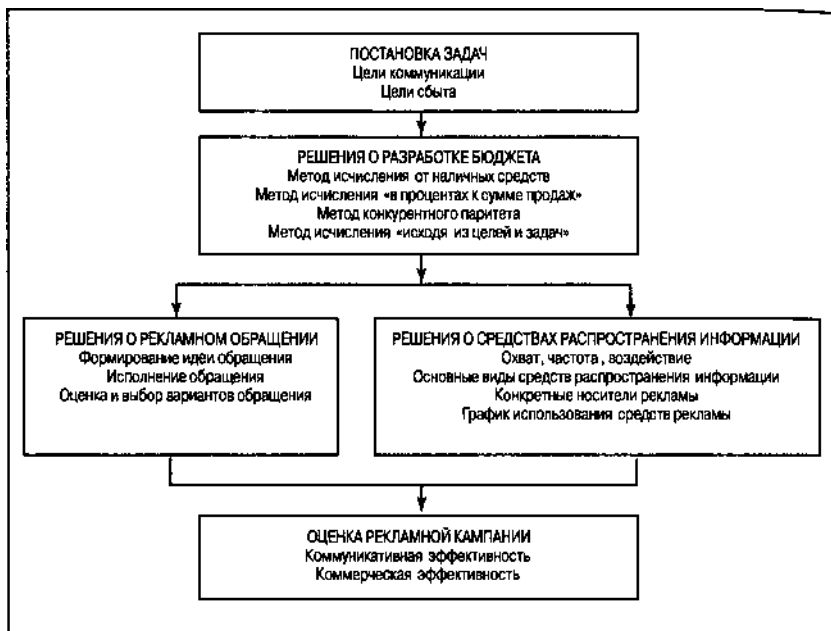 ПОСТАНОВКА ЗАДАЧ
Цели коммуникации
Цели сбыта
РЕШЕНИЯ О РАЗРАБОТКЕ БЮДЖЕТА
Метод исчисления от наличных средств
Метод исчисления «в процентах к сумме продаж»
Метод конкурентного паритета
Метод исчисления «исходя из целей и задач»
РЕШЕНИЯ О РЕКЛАМНОМ ОБРАЩЕНИИ
Формирование идеи обращения
Исполнение обращения
Оценка и выбор вариантов обращения
РЕШЕНИЯ О СРЕДСТВАХ РАСПРОСТРАНЕНИЯ ИНФОРМАЦИИ
Охват, частота , воздействие
Основные виды средств распространения информации
Конкретные носители рекламы
График использования средств рекламы
ОЦЕНКА РЕКЛАМНОЙ КАМПАНИИ
Коммуникативная эффективность
Коммерческая эффективность